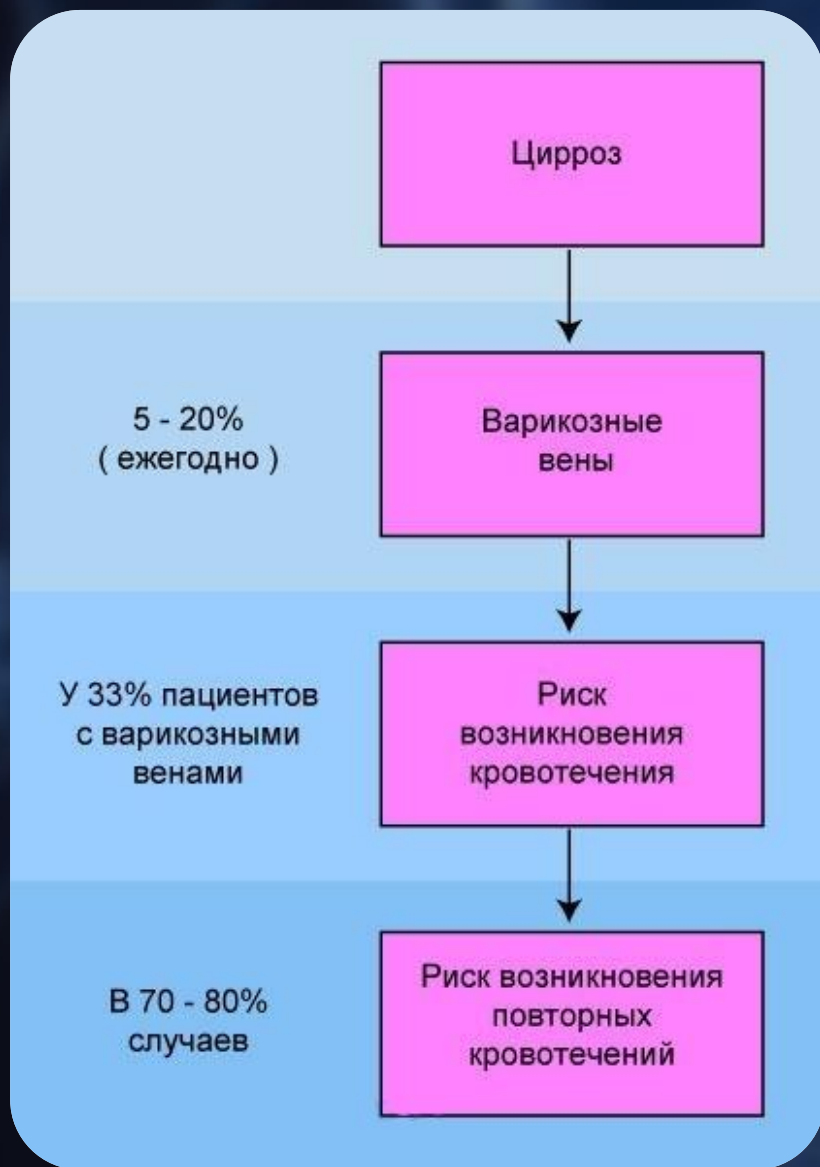 Цирроз
5 - 20%
( ежегодно )
Варикозные
вены
У 33% пациентов
с варикозными
венами
Риск
возникновения
кровотечения
В 70 - 80%
случаев
Риск возникновения
повторных
кровотечений